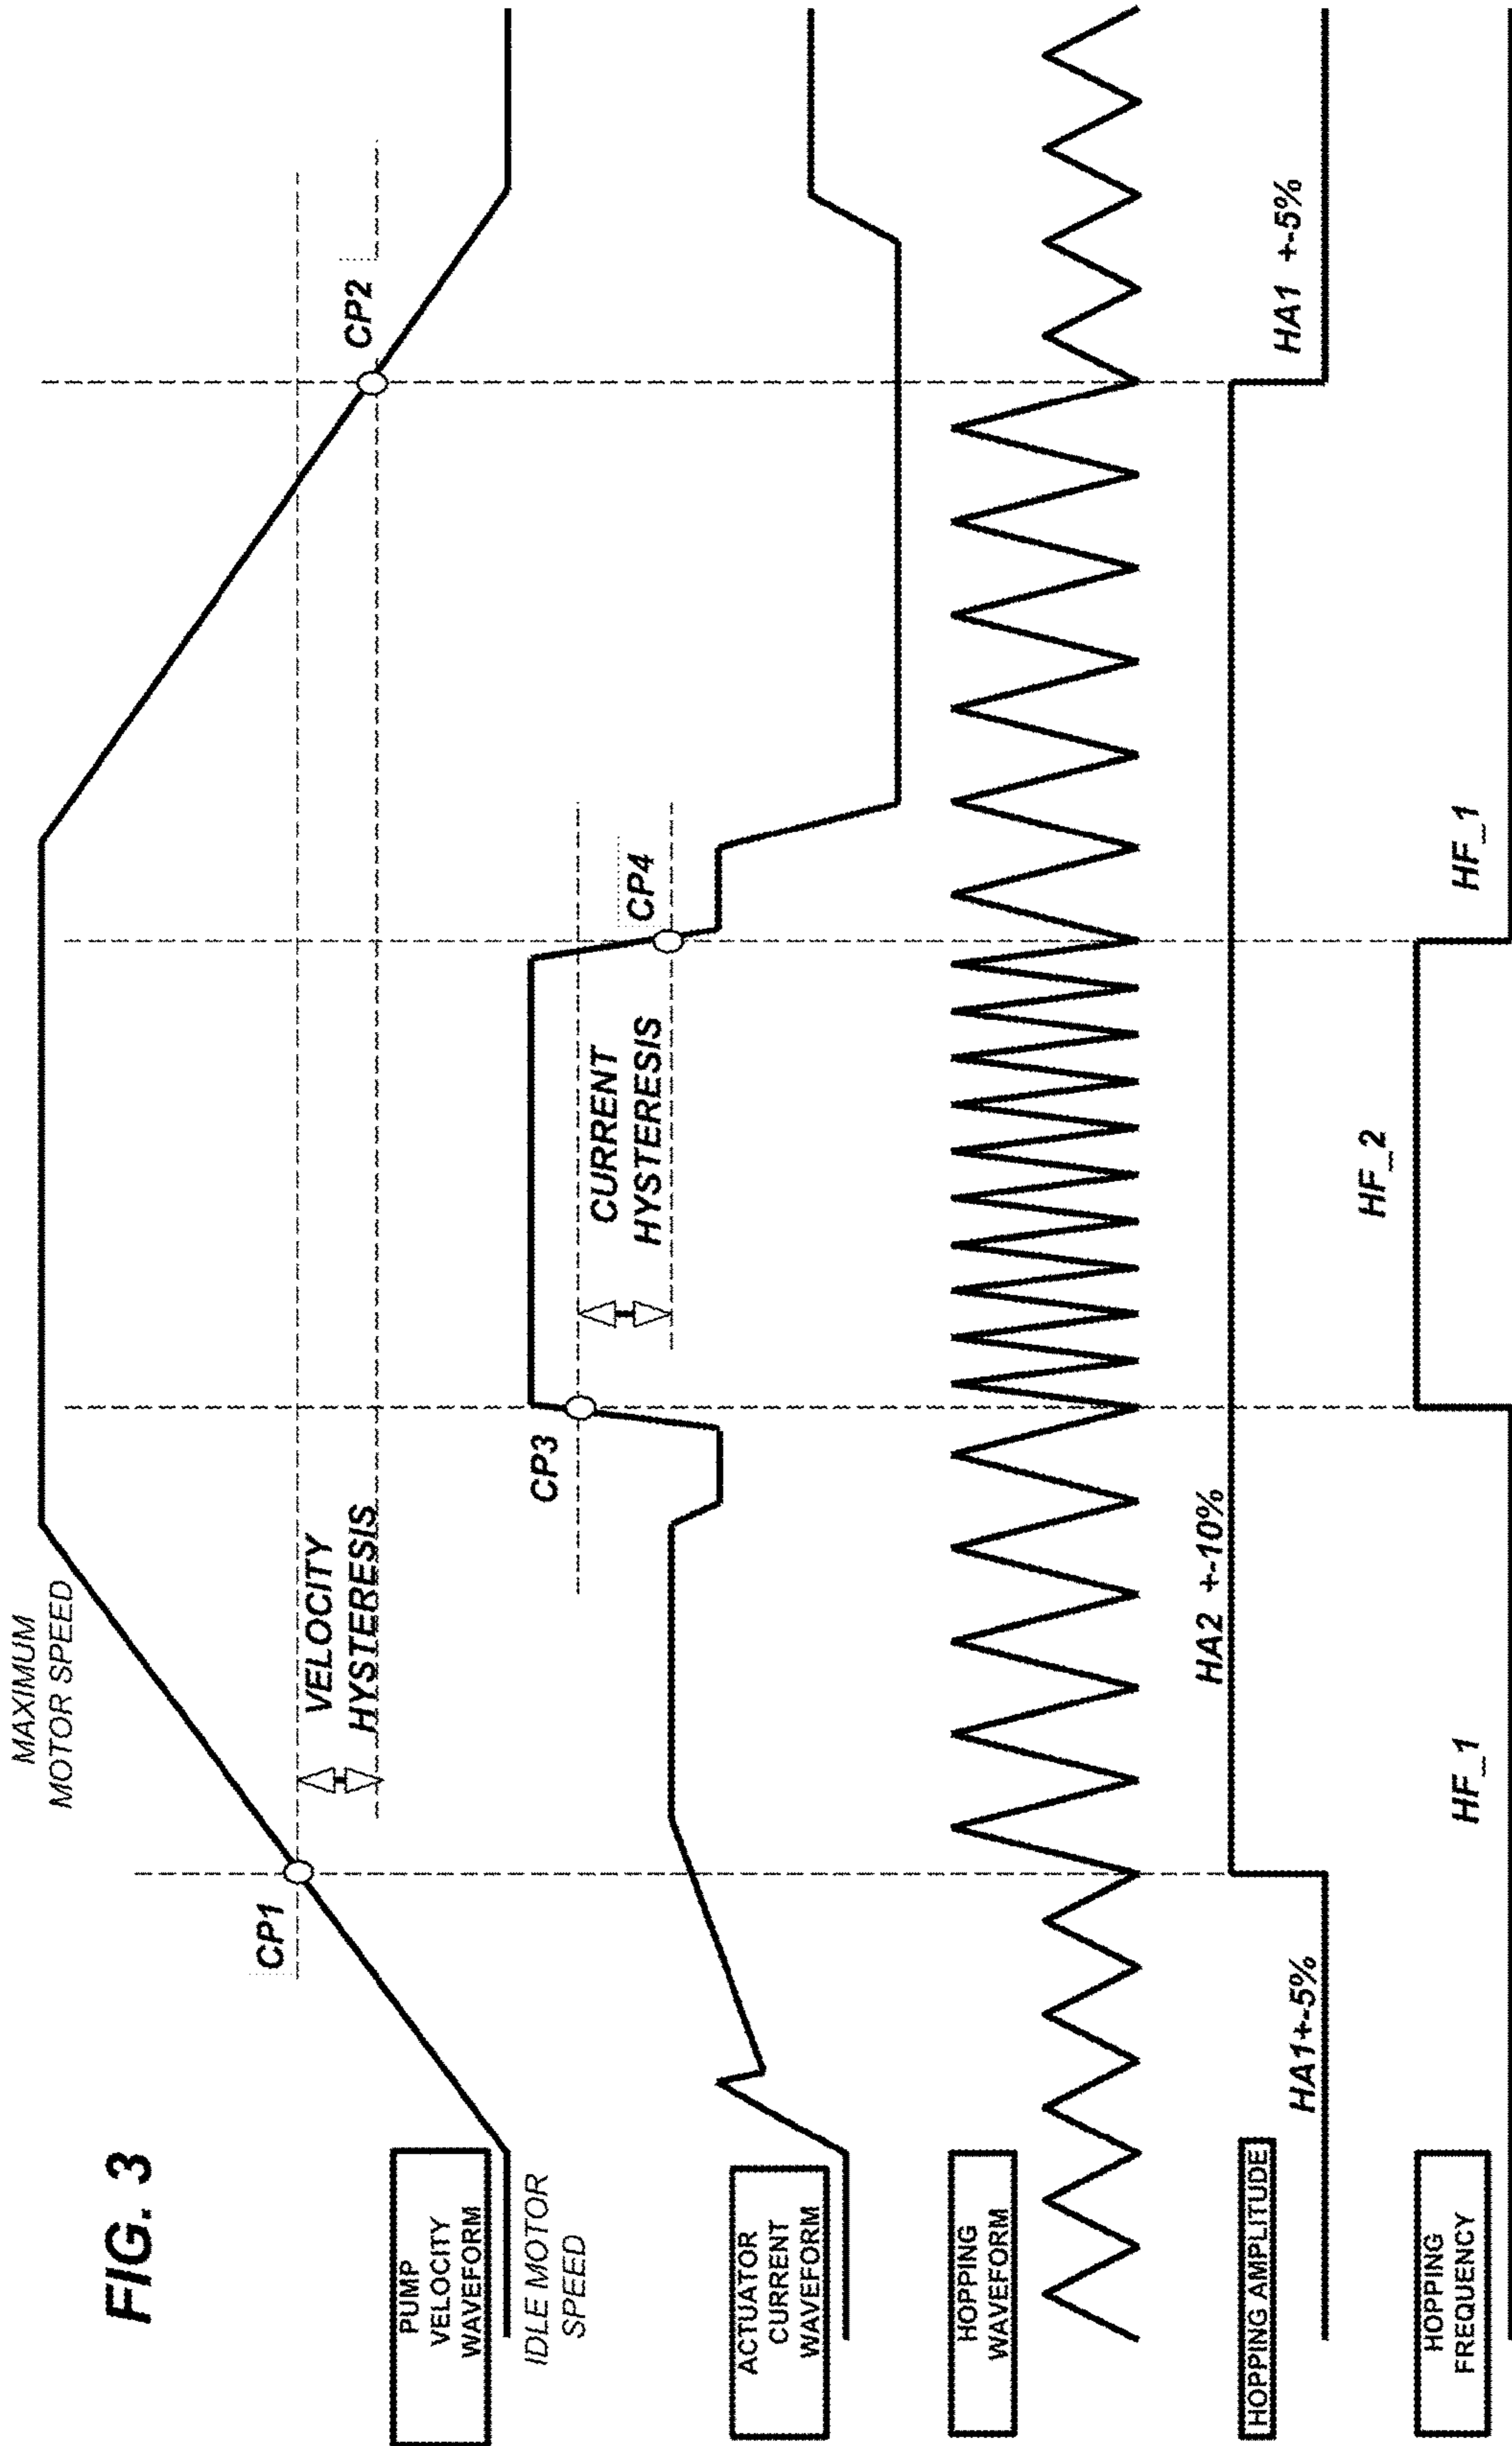 FIG. 3
MAXIMUM
MOTOR SPEED
CP1
VELOCITY
HYSTERESIS
CP2
PUMP
VELOCITY
WAVEFORM
IDLE MOTOR
SPEED
CP3
CURRENT
HYSTERESIS
CP4
ACTUATOR
CURRENT
WAVEFORM
HOPPING
WAVEFORM
HOPPING AMPLITUDE
HA1+-5%
HA2 +-10%
HA1 +-5%
HOPPING
FREQUENCY
HF_1
HF_2
HF_1